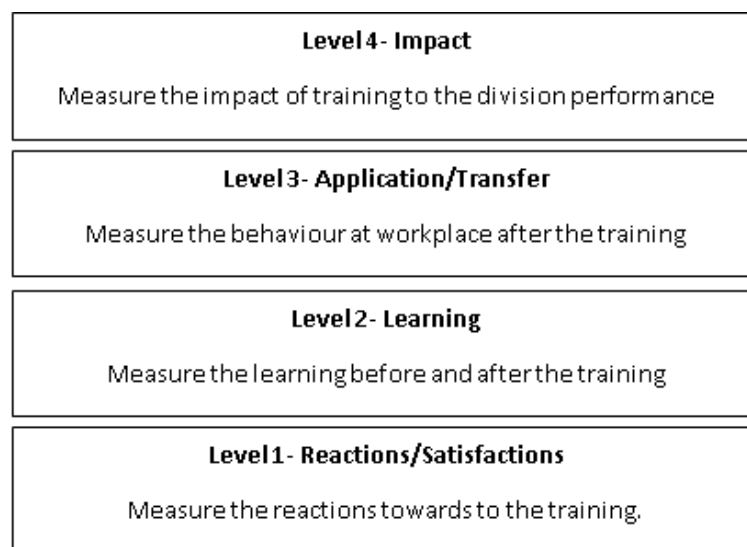 Level 4- Impact
Measure the impact of training to the division performance
Level 3- Application/Transfer
Measure the behaviour at workplace after the training
Level 2- Learning
Measure the learning before and after the training
Level 1- Reactions/Satisfactions
Measure the reactions towards to the training.